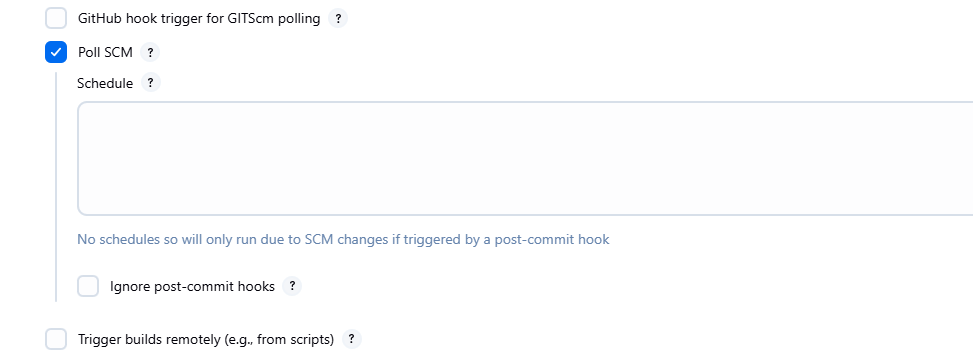 GitHub hook trigger for GITScm polling ?
Poll SCM ?
Schedule ?
No schedules so will only run due to SCM changes if triggered by a post-commit hook
Ignore post-commit hooks ?
Trigger builds remotely (e.g., from scripts) ?